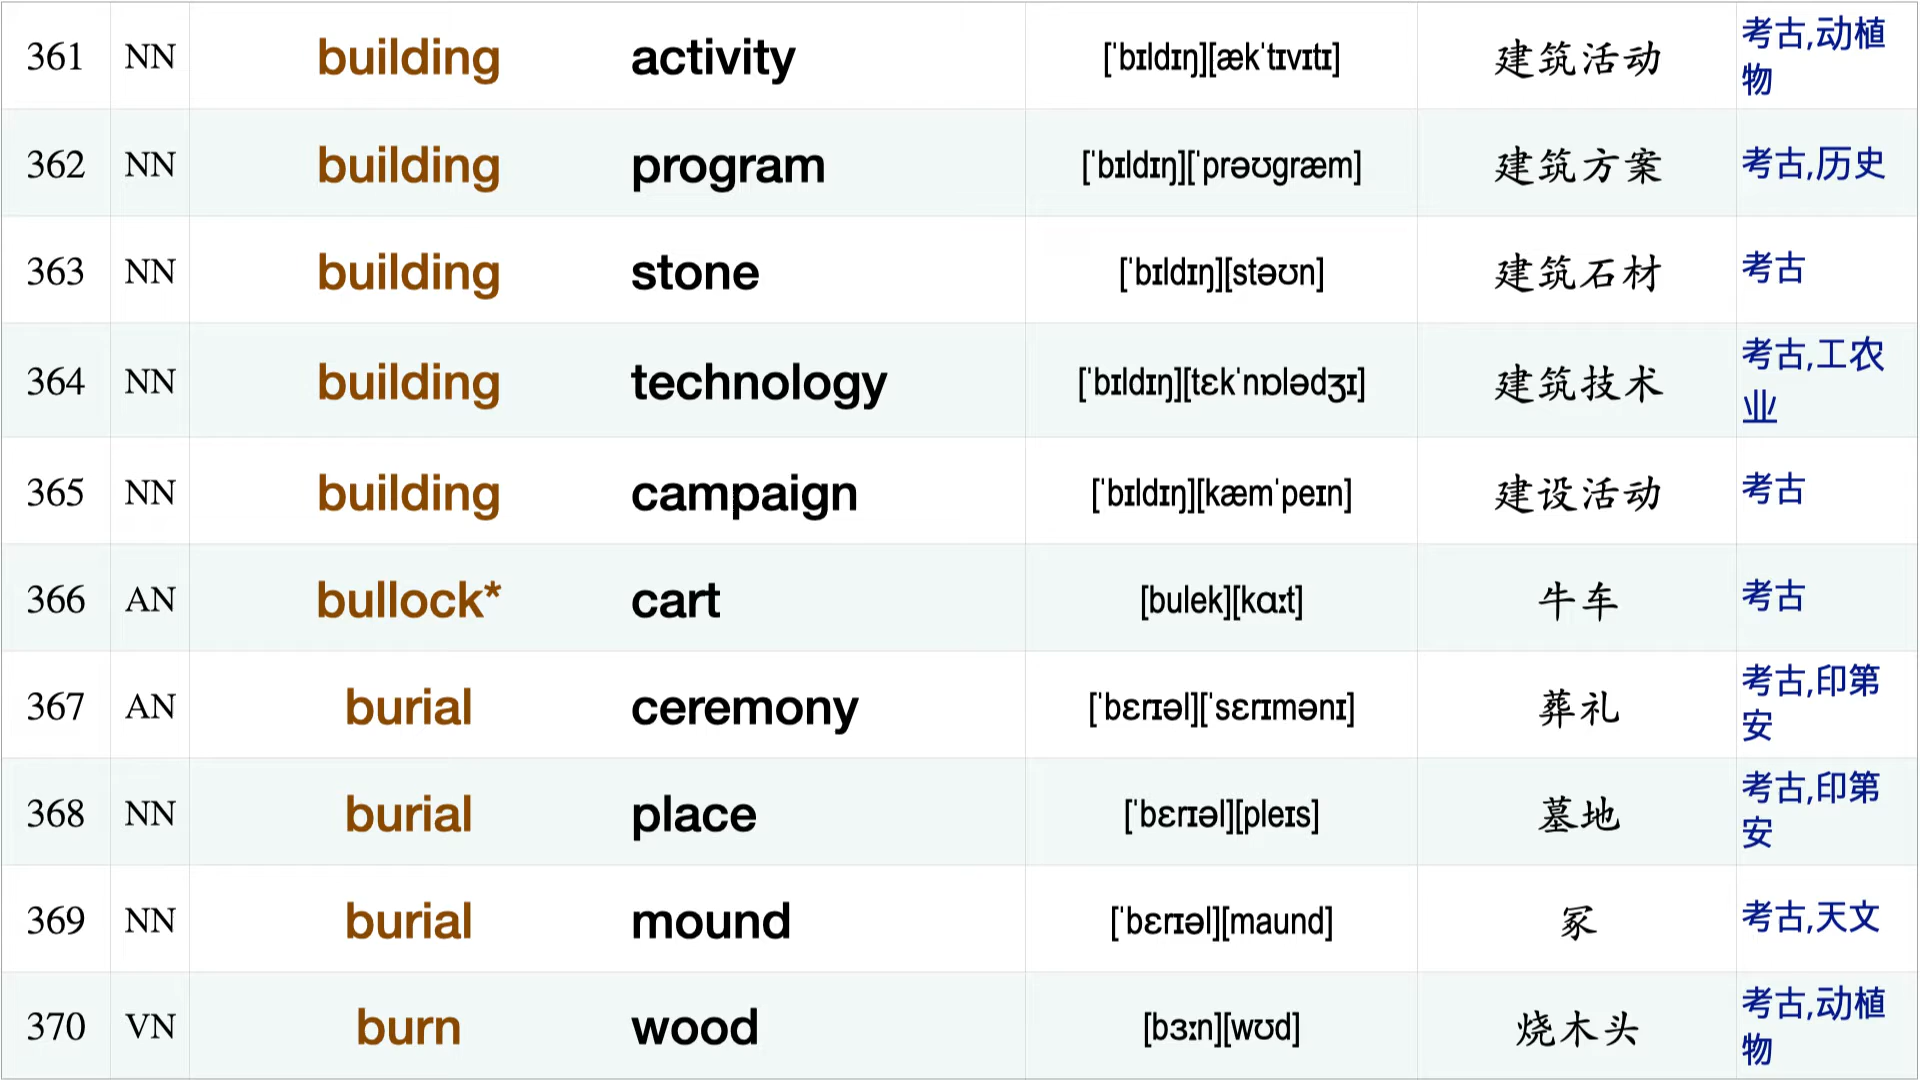 361 NN building activity [ˈbɪldɪŋ][ækˈtɪvɪtɪ] 建筑活动 考古,动植物
362 NN building program [ˈbɪldɪŋ][ˈprəʊgræm] 建筑方案 考古,历史
363 NN building stone [ˈbɪldɪŋ][stəʊn] 建筑石材 考古
364 NN building technology [ˈbɪldɪŋ][tɛkˈnɒlədʒɪ] 建筑技术 考古,工农业
365 NN building campaign [ˈbɪldɪŋ][kæmˈpeɪn] 建设活动 考古
366 AN bullock* cart [bulek][kɑːt] 牛车 考古
367 AN burial ceremony [ˈbɛrɪəl][ˈsɛrɪmənɪ] 葬礼 考古,印第安
368 NN burial place [ˈbɛrɪəl][pleɪs] 墓地 考古,印第安
369 NN burial mound [ˈbɛrɪəl][maund] 冢 考古,天文
370 VN burn wood [bɜːn][wʊd] 烧木头 考古,动植物